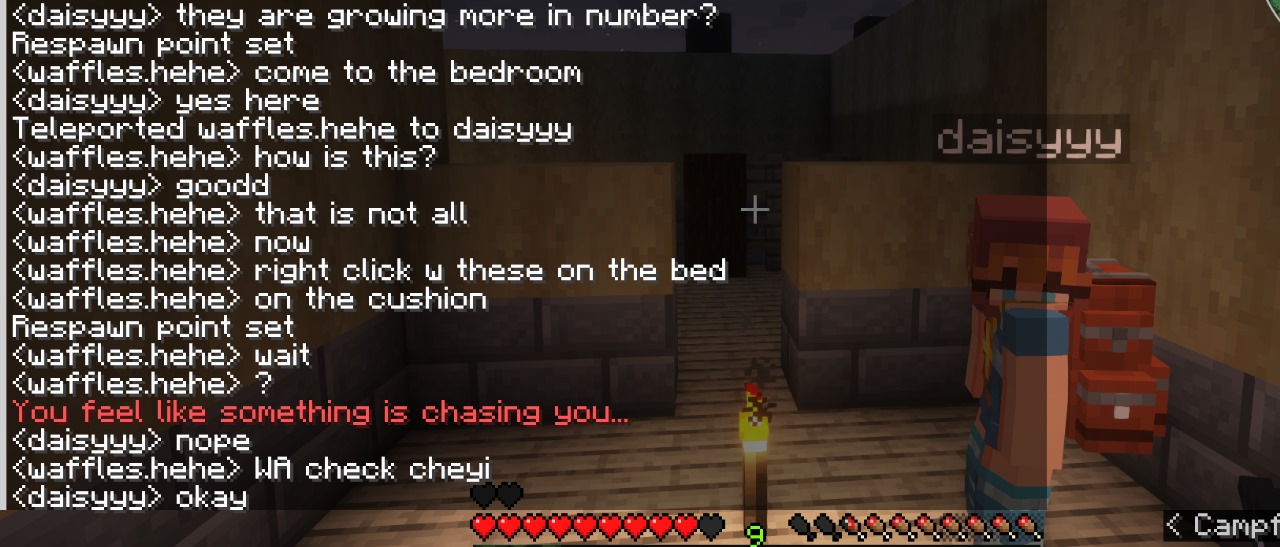 <daisyyy> they are growing more in number?
Respawn point set
<waffles.hehe> come to the bedroom
<daisyyy> yes here
Teleported waffles.hehe to daisyyy
<waffles.hehe> how is this?
<daisyyy> goodd
<waffles.hehe> that is not all
<waffles.hehe> now
<waffles.hehe> right click w these on the bed
<waffles.hehe> on the cushion
Respawn point set
<waffles.hehe> wait
<waffles.hehe> ?
You feel like something is chasing you...
<daisyyy> nope
<waffles.hehe> WA check cheyi
<daisyyy> okay
daisyyy
9
< Campf